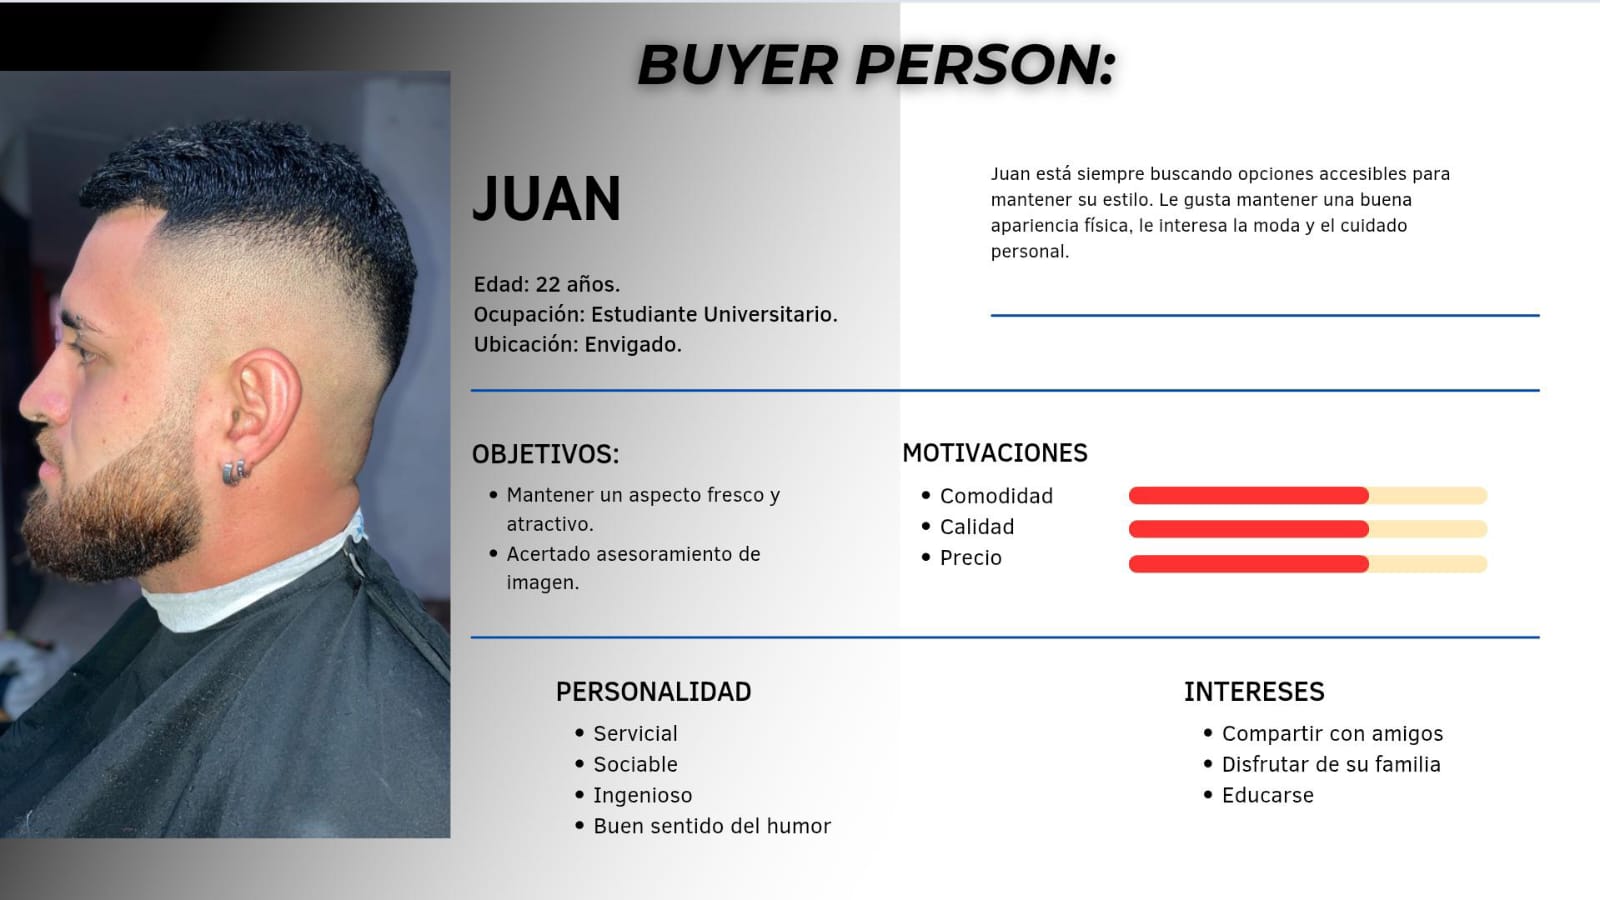 BUYER PERSON:
JUAN
Edad: 22 años.
Ocupación: Estudiante Universitario.
Ubicación: Envigado.
Juan está siempre buscando opciones accesibles para
mantener su estilo. Le gusta mantener una buena
apariencia física, le interesa la moda y el cuidado
personal.
OBJETIVOS:
• Mantener un aspecto fresco y
atractivo.
• Acertado asesoramiento de
imagen.
MOTIVACIONES
• Comodidad
• Calidad
• Precio
PERSONALIDAD
• Servicial
• Sociable
• Ingenioso
• Buen sentido del humor
INTERESES
• Compartir con amigos
• Disfrutar de su familia
• Educarse